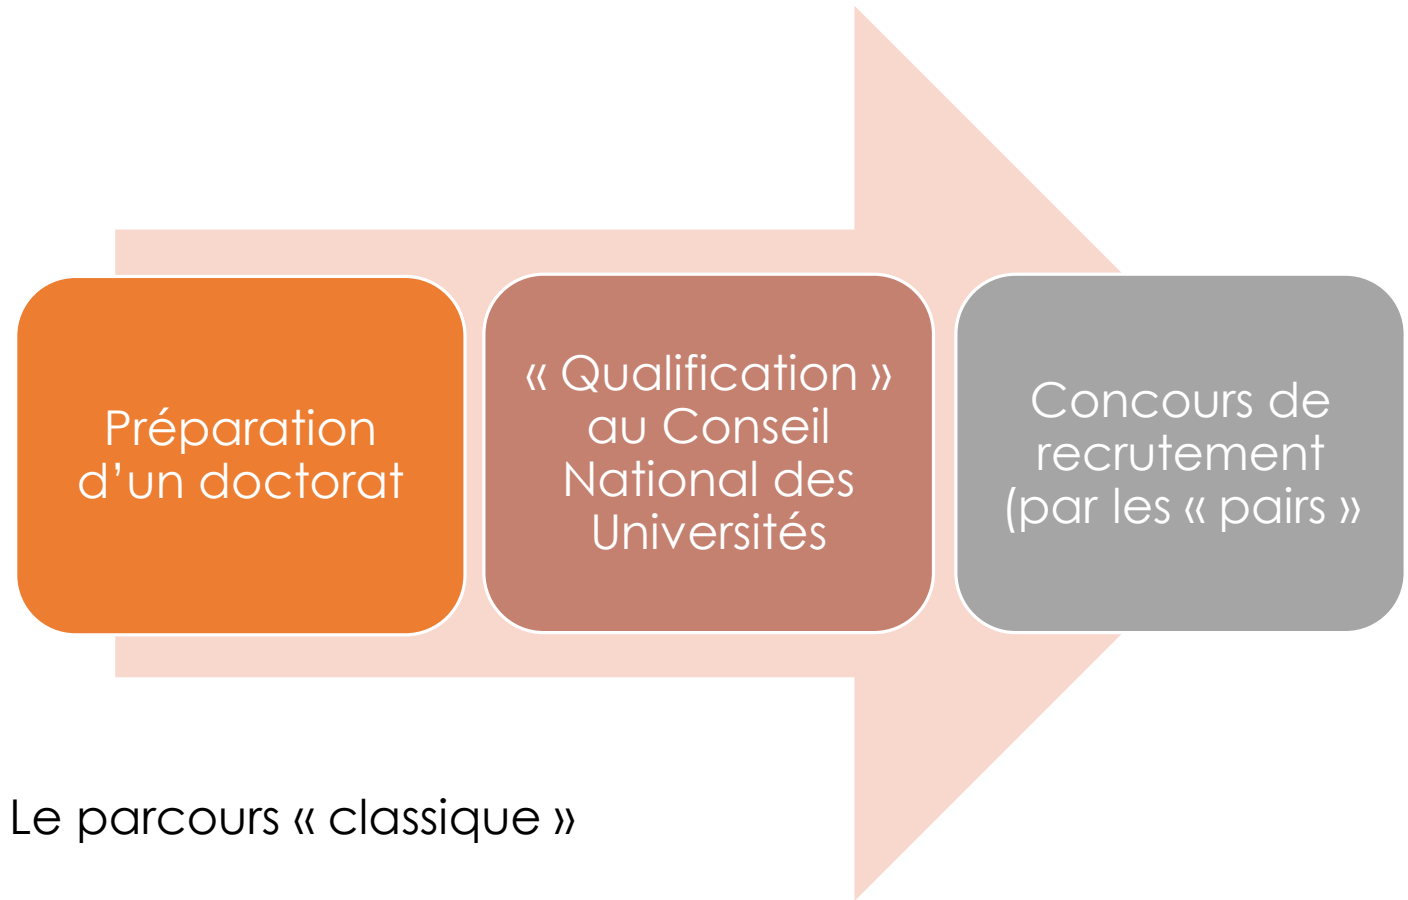 Préparation
d’un doctorat
« Qualification »
au Conseil
National des
Universités
Concours de
recrutement
(par les « pairs »
Le parcours « classique »